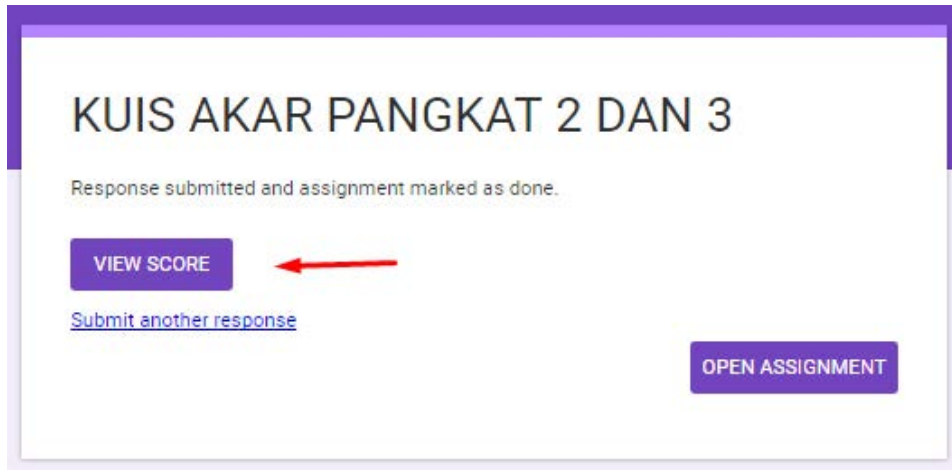 KUIS AKAR PANGKAT 2 DAN 3
Response submitted and assignment marked as done.
VIEW SCORE
Submit another response
OPEN ASSIGNMENT